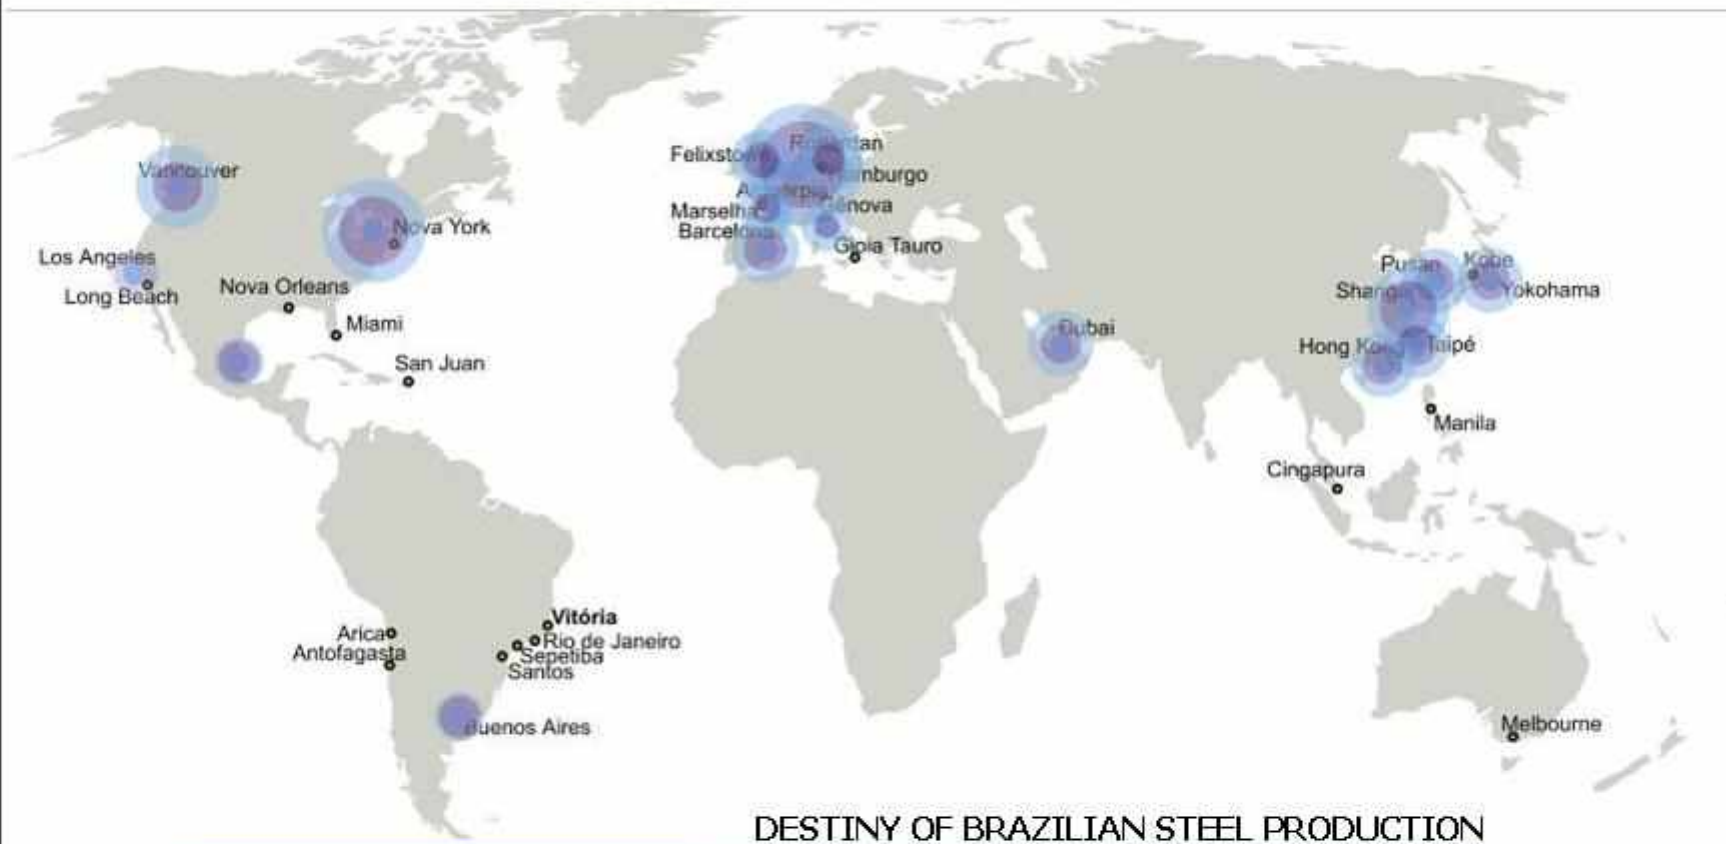 Vancouver
Felixstowe
Hamburgo
Marselha
Génova
Barcelona
Nova York
Gioia Tauro
Los Angeles
Long Beach
Nova Orleans
Miami
San Juan
Pusan
Kobe
Yokohama
Dubai
Hong Kong
Taipé
Manila
Cingapura
Vitória
Arica
Rio de Janeiro
Antofagasta
Sepetiba
Santos
Buenos Aires
Melbourne
DESTINY OF BRAZILIAN STEEL PRODUCTION